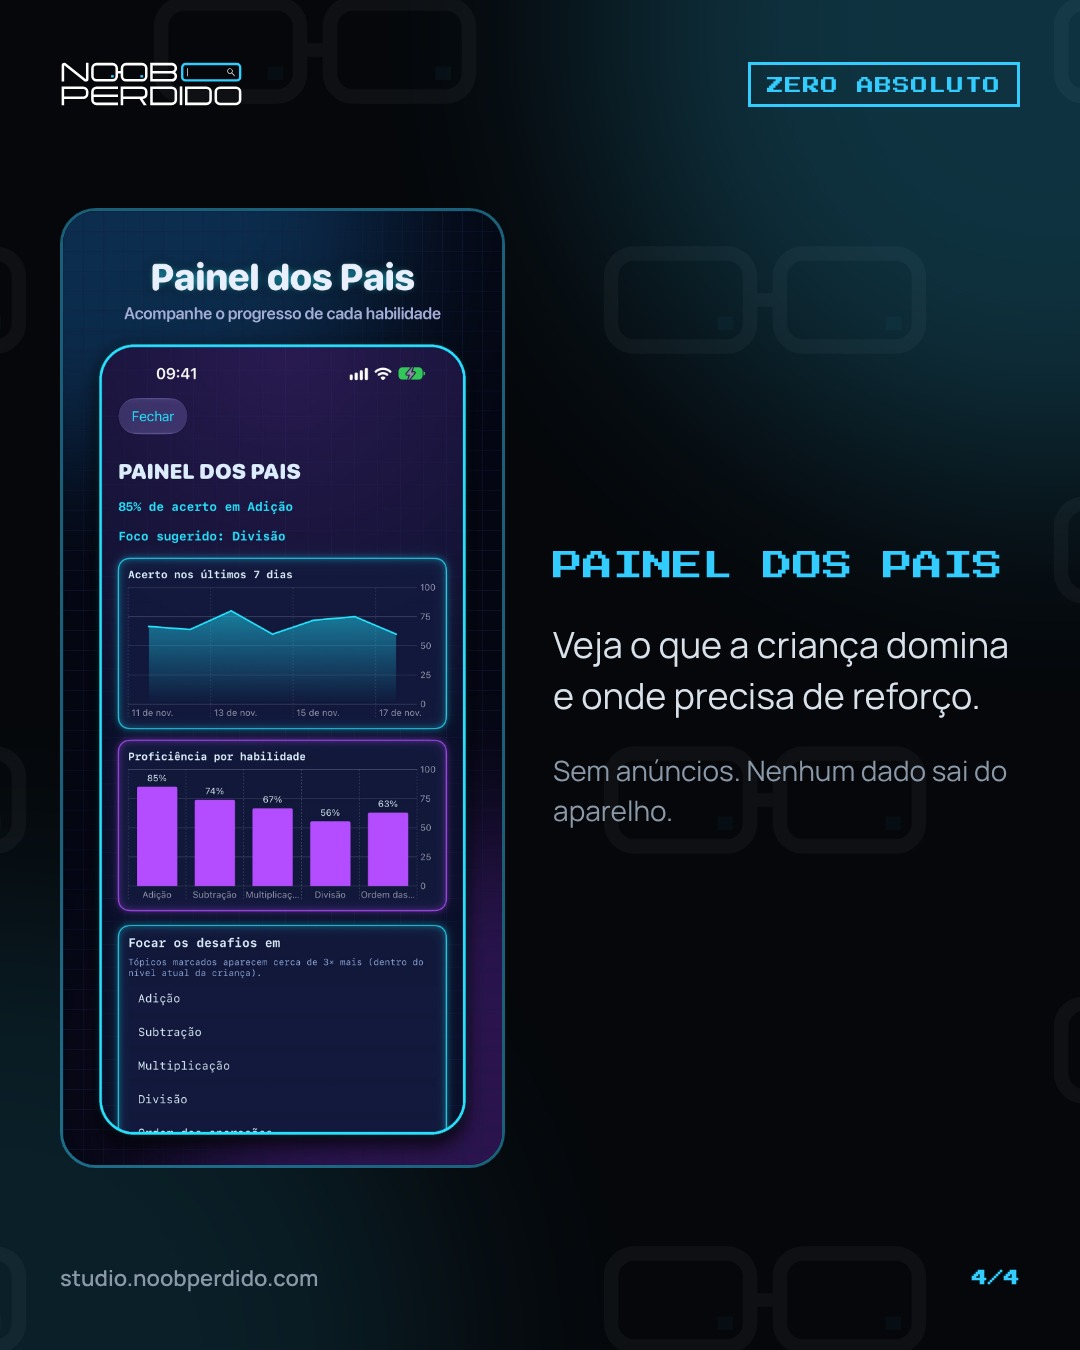 NOOB
PERDIDO
ZERO ABSOLUTO
Painel dos Pais
Acompanhe o progresso de cada habilidade
09:41
Fechar
PAINEL DOS PAIS
85% de acerto em Adição
Foco sugerido: Divisão
Acerto nos últimos 7 dias
100
75
50
25
0
11 de nov. 13 de nov. 15 de nov. 17 de nov.
Proficiência por habilidade
100
75
50
25
0
85% 74% 67% 56% 63%
Adição Subtração Multiplicaç... Divisão Ordem das...
Focar os desafios em
Tópicos marcados aparecem cerca de 3× mais (dentro do
nível atual da criança).
Adição
Subtração
Multiplicação
Divisão
Ordem das operações
PAINEL DOS PAIS
Veja o que a criança domina
e onde precisa de reforço.
Sem anúncios. Nenhum dado sai do
aparelho.
studio.noobperdido.com
4/4